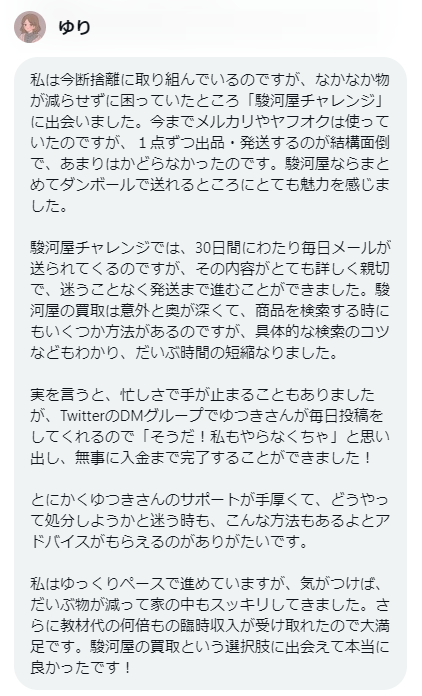 ゆり
私は今断捨離に取り組んでいるのですが、なかなか物
が減らせずに困っていたところ「駿河屋チャレンジ」
に出会いました。今までメルカリやヤフオクは使って
いたのですが、１点ずつ出品・発送するのが結構面倒
で、あまりはかどらなかったのです。駿河屋ならまと
めてダンボールで送れるところにとても魅力を感じま
した。
駿河屋チャレンジでは、30日間にわたり毎日メールが
送られてくるのですが、その内容がとても詳しく親切
で、迷うことなく発送まで進むことができました。駿
河屋の買取は意外と奥が深くて、商品を検索する時に
もいくつか方法があるのですが、具体的な検索のコツ
などもわかり、だいぶ時間の短縮なりました。
実を言うと、忙しさで手が止まることもありました
が、TwitterのDMグループでゆつきさんが毎日投稿を
してくれるので「そうだ！私もやらなくちゃ」と思い
出し、無事に入金まで完了することができました！
とにかくゆつきさんのサポートが手厚くて、どうやっ
て処分しようかと迷う時も、こんな方法もあるよとア
ドバイスがもらえるのがありがたいです。
私はゆっくりペースで進めていますが、気がつけば、
だいぶ物が減って家の中もスッキリしてきました。さ
らに教材代の何倍もの臨時収入が受け取れたので大満
足です。駿河屋の買取という選択肢に出会えて本当に
良かったです！